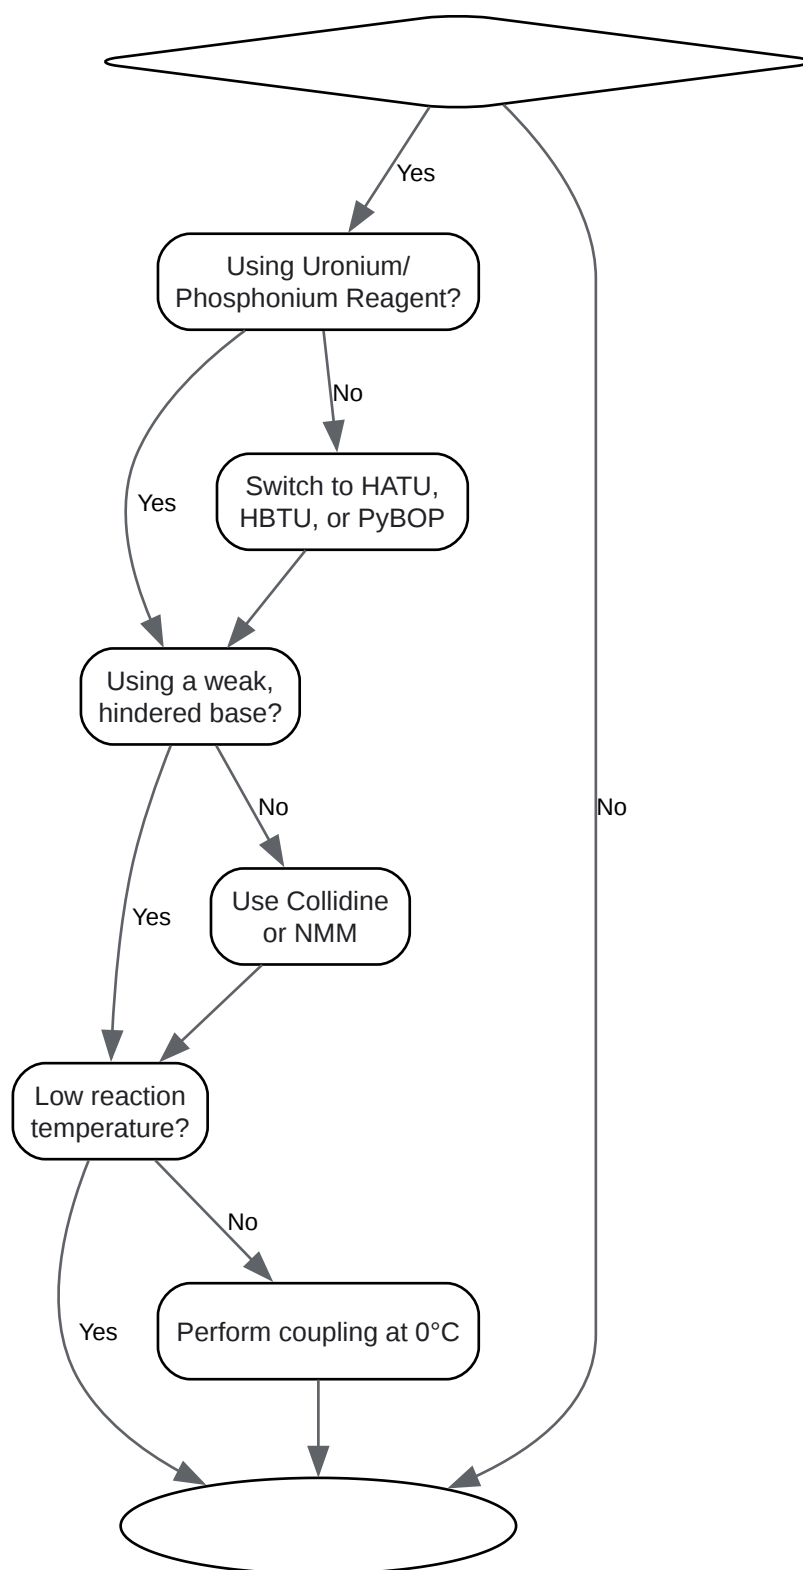 Yes
Using Uronium/
Phosphonium Reagent?
No
Yes
Switch to HATU,
HBTU, or PyBOP
Using a weak,
hindered base?
No
No
Yes
Use Collidine
or NMM
Low reaction
temperature?
No
Yes
Perform coupling at 0°C